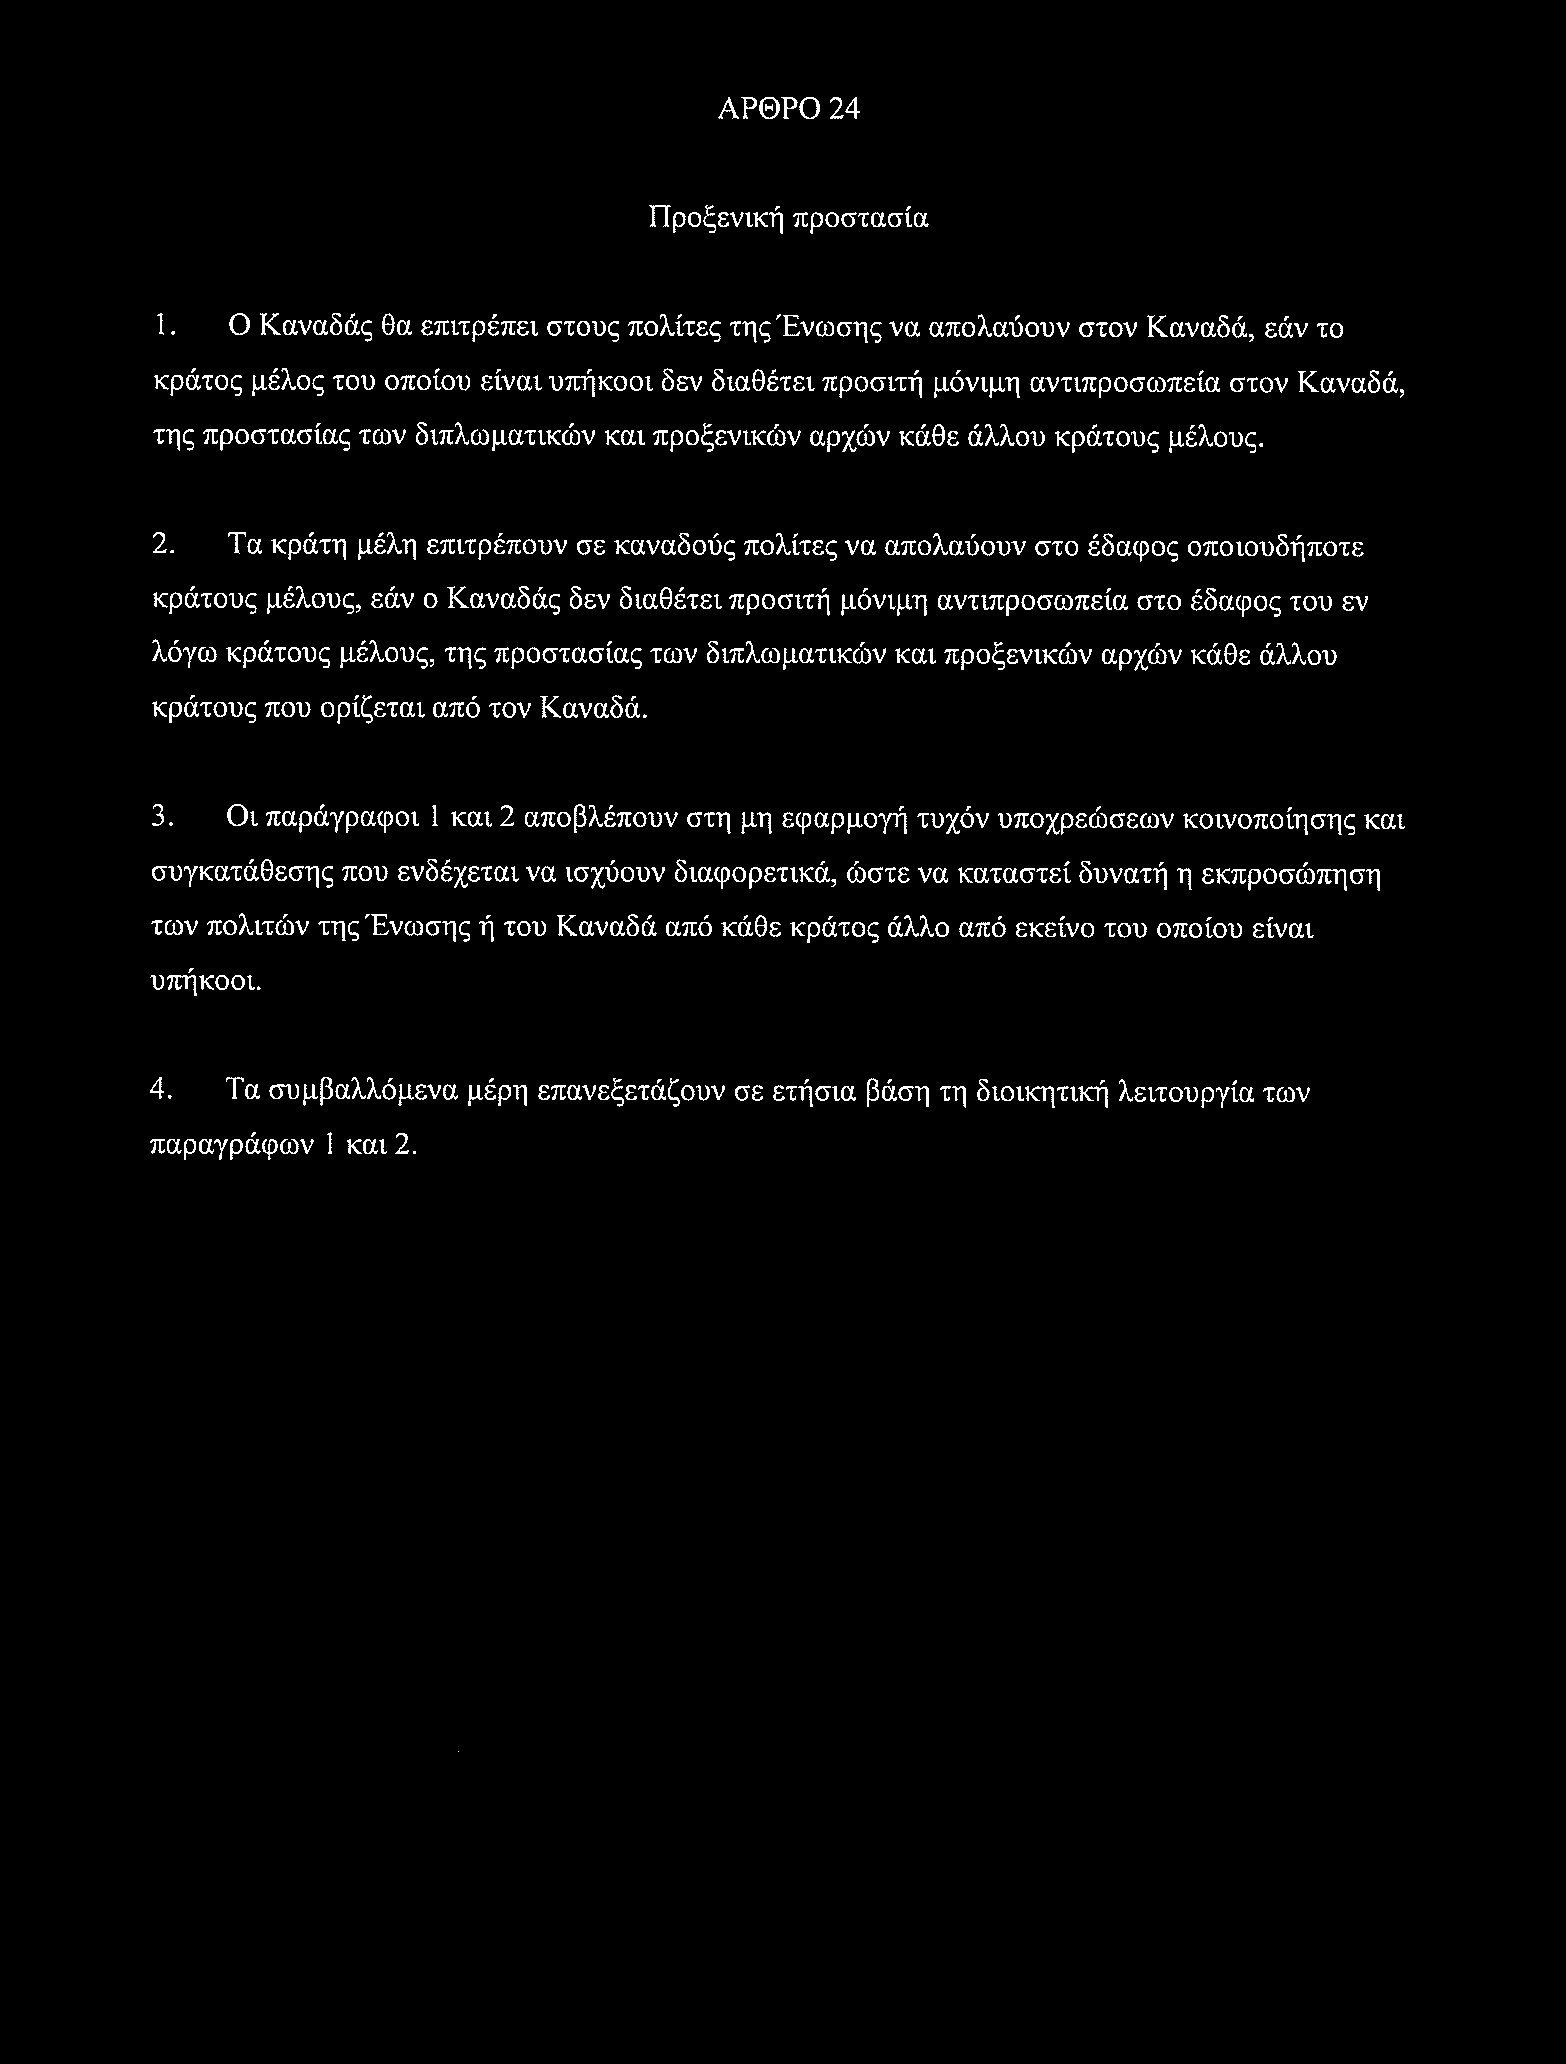 ΑΡΘΡΟ 24
Προξενική προστασία
1. Ο Καναδάς θα επιτρέπει στους πολίτες της Ένωσης να απολαύουν στον Καναδά, εάν το
κράτος μέλος του οποίου είναι υπήκοοι δεν διαθέτει προσιτή μόνιμη αντιπροσωπεία στον Καναδά,
της προστασίας των διπλωματικών και προξενικών αρχών κάθε άλλου κράτους μέλους.
2. Τα κράτη μέλη επιτρέπουν σε καναδούς πολίτες να απολαύουν στο έδαφος οποιουδήποτε
κράτους μέλους, εάν ο Καναδάς δεν διαθέτει προσιτή μόνιμη αντιπροσωπεία στο έδαφος του εν
λόγω κράτους μέλους, της προστασίας των διπλωματικών και προξενικών αρχών κάθε άλλου
κράτους που ορίζεται από τον Καναδά.
3. Οι παράγραφοι 1 και 2 αποβλέπουν στη μη εφαρμογή τυχόν υποχρεώσεων κοινοποίησης και
συγκατάθεσης που ενδέχεται να ισχύουν διαφορετικά, ώστε να καταστεί δυνατή η εκπροσώπηση
των πολιτών της Ένωσης ή του Καναδά από κάθε κράτος άλλο από εκείνο του οποίου είναι
υπήκοοι.
4. Τα συμβαλλόμενα μέρη επανεξετάζουν σε ετήσια βάση τη διοικητική λειτουργία των
παραγράφων 1 και 2.